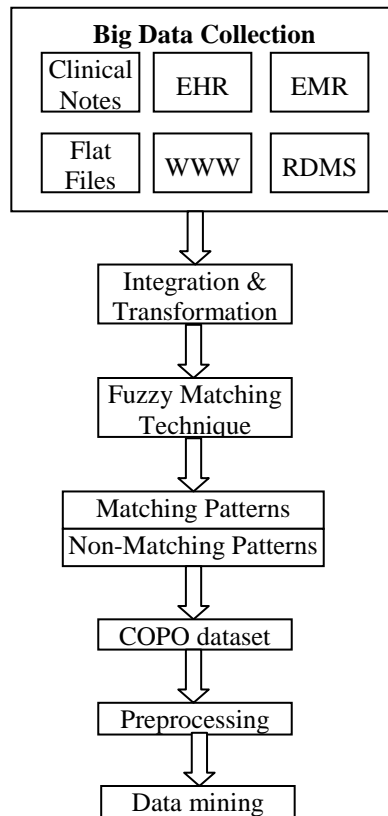 Big Data Collection
Clinical
Notes
EHR
EMR
Flat
Files
WWW
RDMS
Integration &
Transformation
Fuzzy Matching
Technique
Matching Patterns
Non-Matching Patterns
COPO dataset
Preprocessing
Data mining